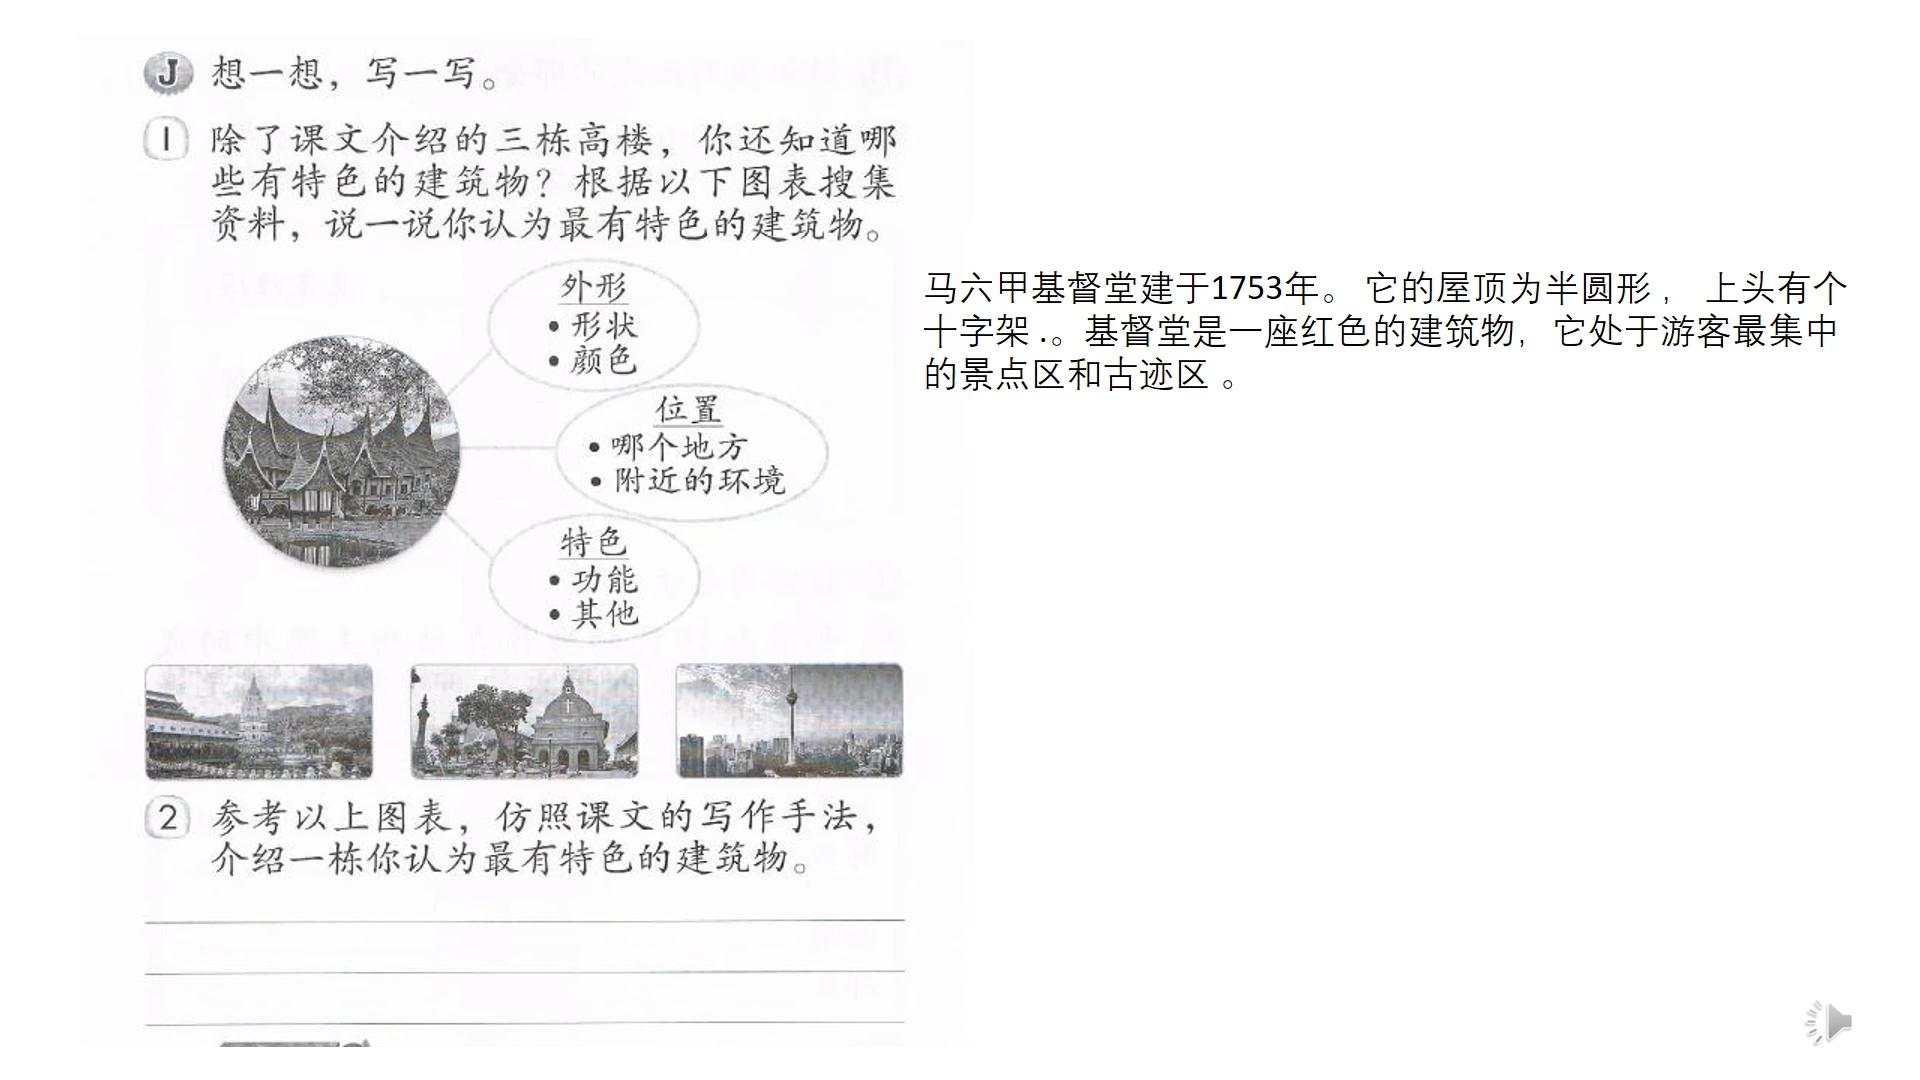 J 想一想，写一写。
1 除了课文介绍的三栋高楼，你还知道哪
些有特色的建筑物？根据以下图表搜集
资料，说一说你认为最有特色的建筑物。
外形
• 形状
• 颜色
位置
• 哪个地方
• 附近的环境
特色
• 功能
• 其他
2 参考以上图表，仿照课文的写作手法，
介绍一栋你认为最有特色的建筑物。
马六甲基督堂建于1753年。 它的屋顶为半圆形， 上头有个
十字架 .。基督堂是一座红色的建筑物，它处于游客最集中
的景点区和古迹区 。